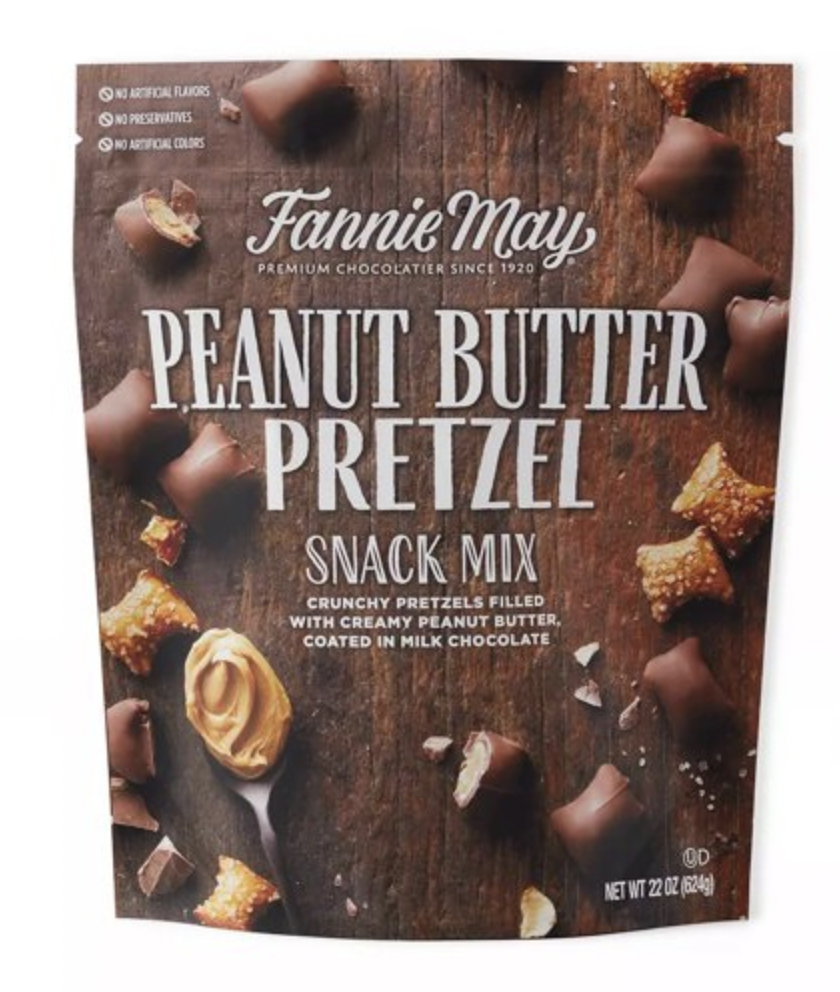 NO ARTIFICIAL FLAVORS
NO PRESERVATIVES
NO ARTIFICIAL COLORS
Fannie May®
PREMIUM CHOCOLATIER SINCE 1920
PEANUT BUTTER
PRETZEL
SNACK MIX
CRUNCHY PRETZELS FILLED
WITH CREAMY PEANUT BUTTER,
COATED IN MILK CHOCOLATE
ⓊD
NET WT 22 OZ (624g)